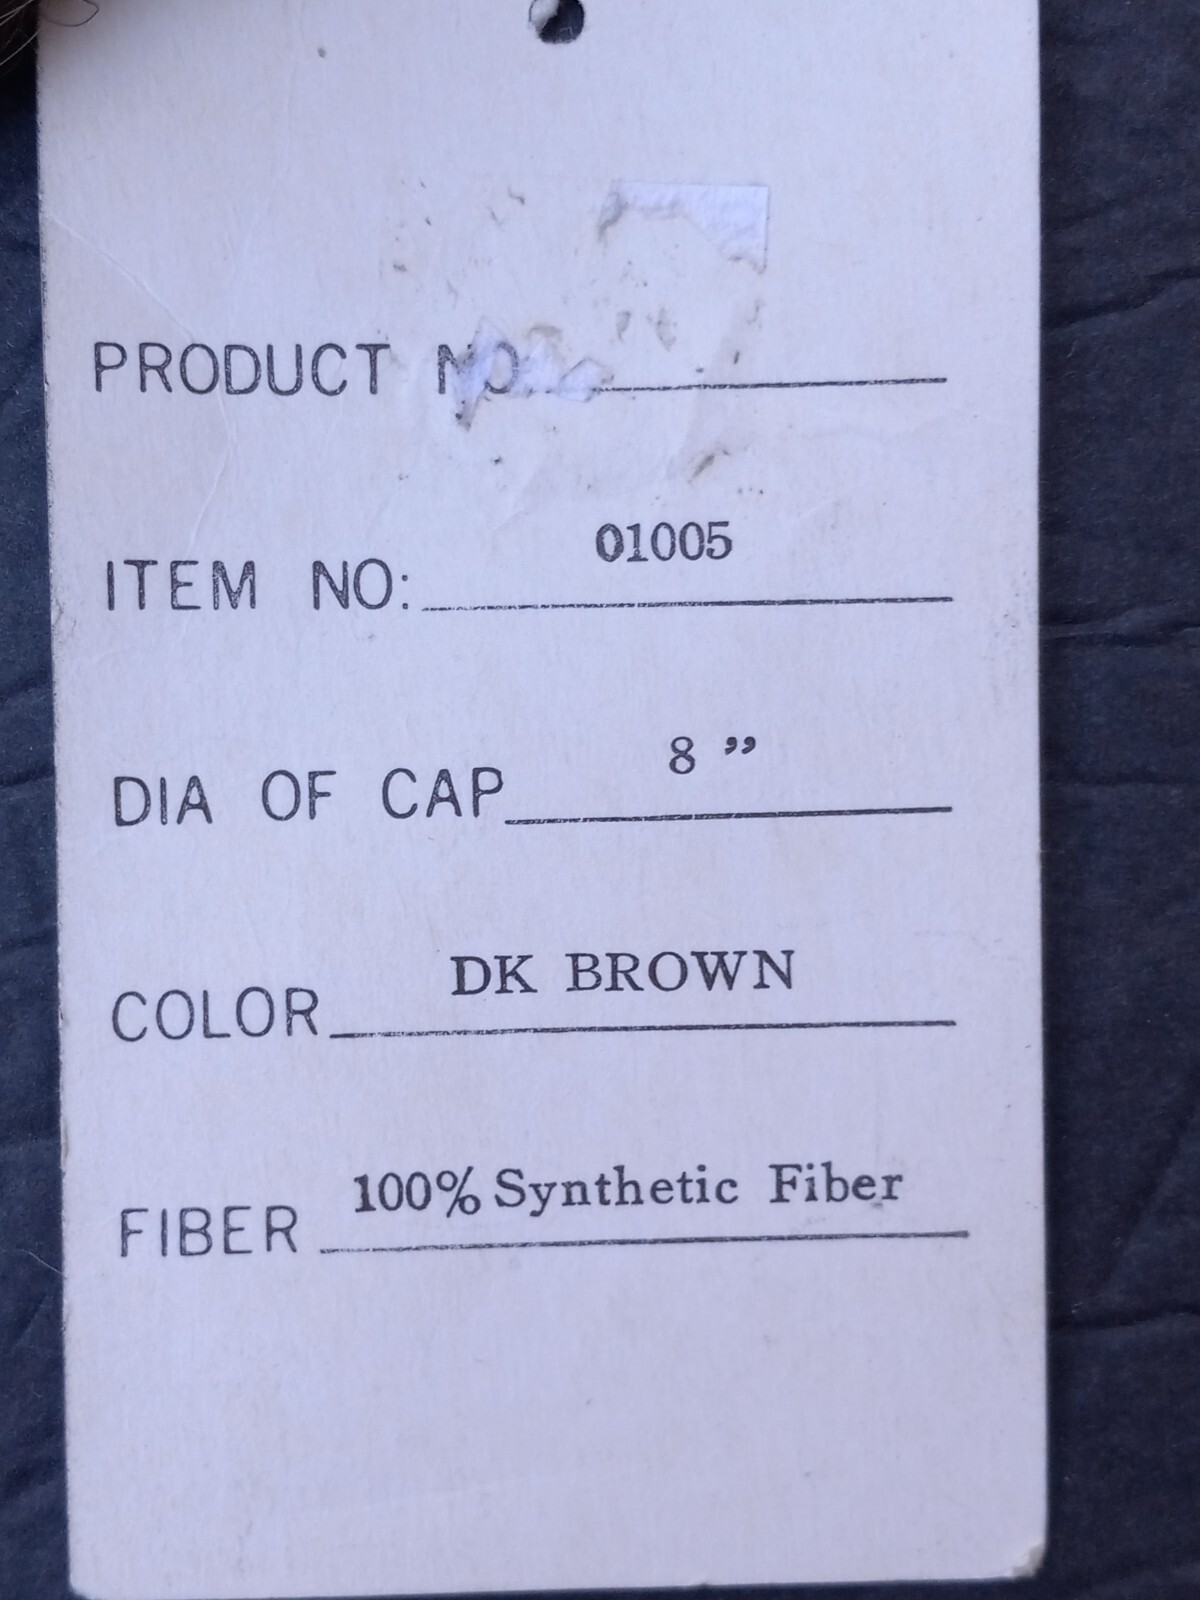 PRODUCT NO
ITEM NO: 01005
DIA OF CAP 8 ”
COLOR DK BROWN
FIBER 100% Synthetic Fiber